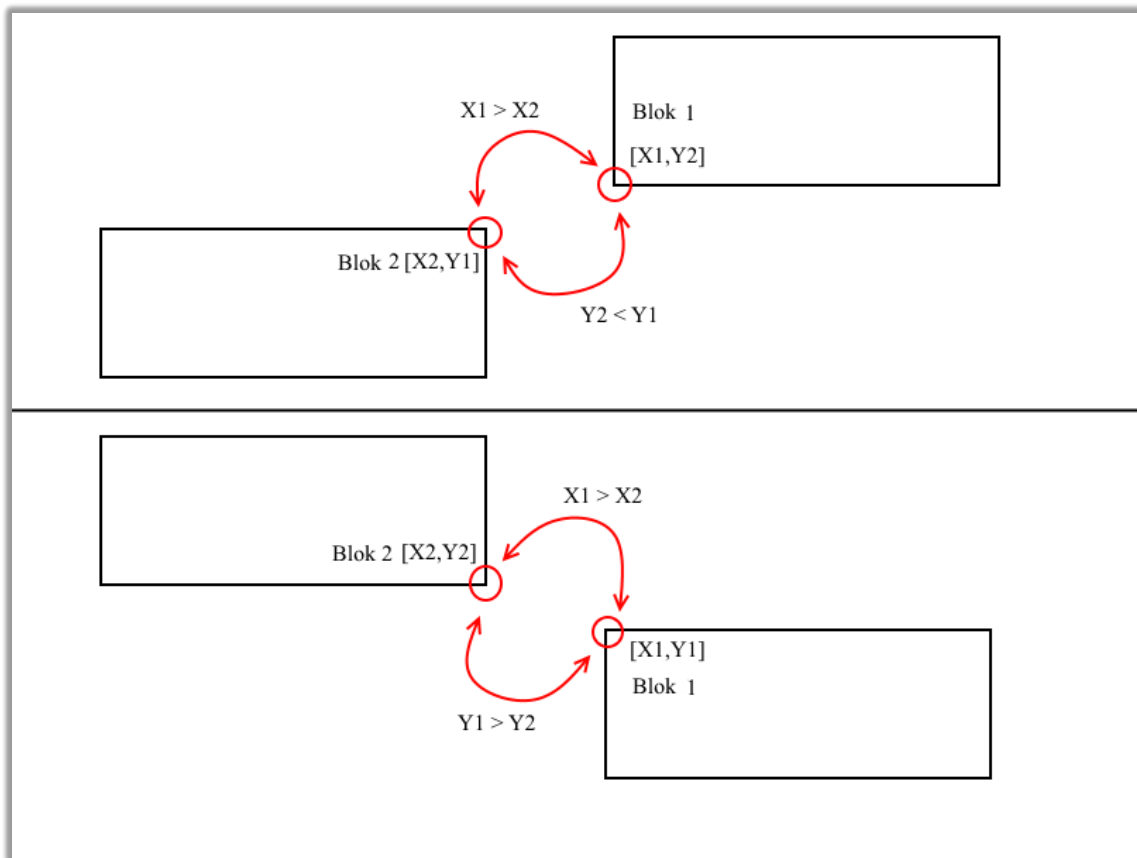 X1 > X2
Blok 1
[X1,Y2]
Blok 2 [X2,Y1]
Y2 < Y1
X1 > X2
Blok 2 [X2,Y2]
[X1,Y1]
Blok 1
Y1 > Y2